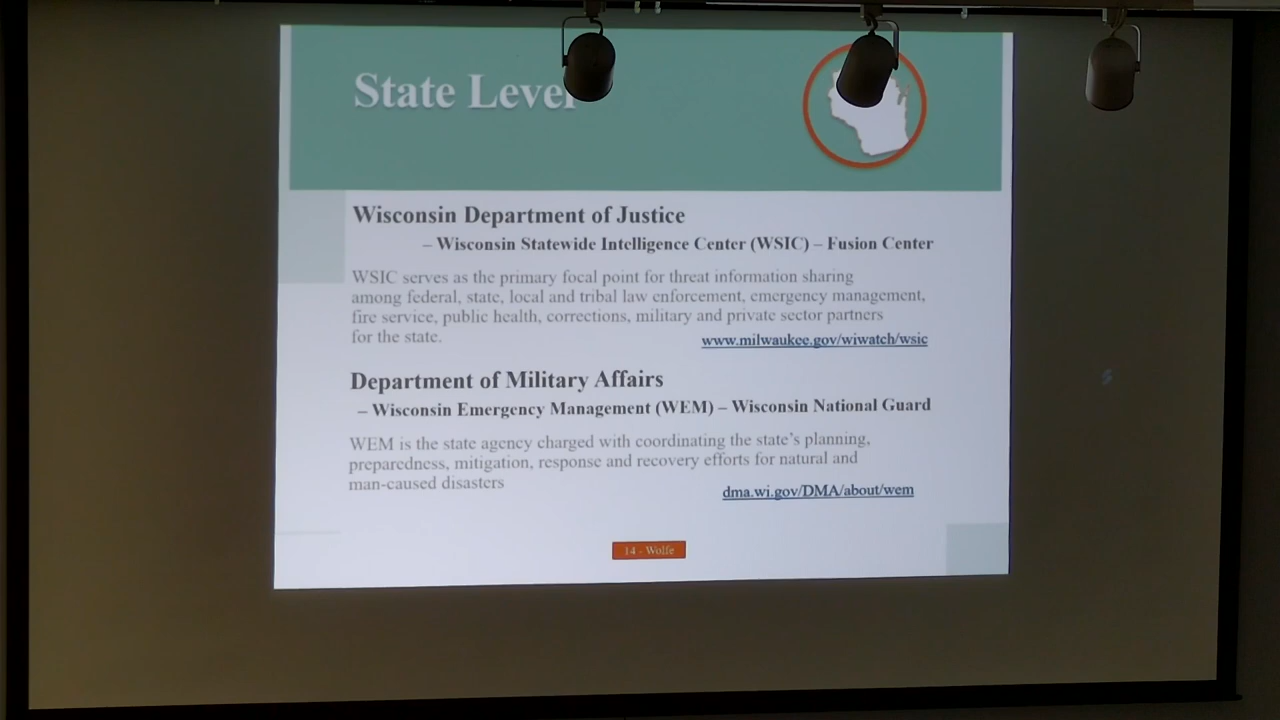 State Level
Wisconsin Department of Justice
– Wisconsin Statewide Intelligence Center (WSIC) – Fusion Center
WSIC serves as the primary focal point for threat information sharing
among federal, state, local and tribal law enforcement, emergency management,
fire service, public health, corrections, military and private sector partners
for the state.
www.milwaukee.gov/wiwatch/wsic
Department of Military Affairs
– Wisconsin Emergency Management (WEM) – Wisconsin National Guard
WEM is the state agency charged with coordinating the state's planning,
preparedness, mitigation, response and recovery efforts for natural and
man-caused disasters
dma.wi.gov/DMA/about/wem
14 - Wolfe